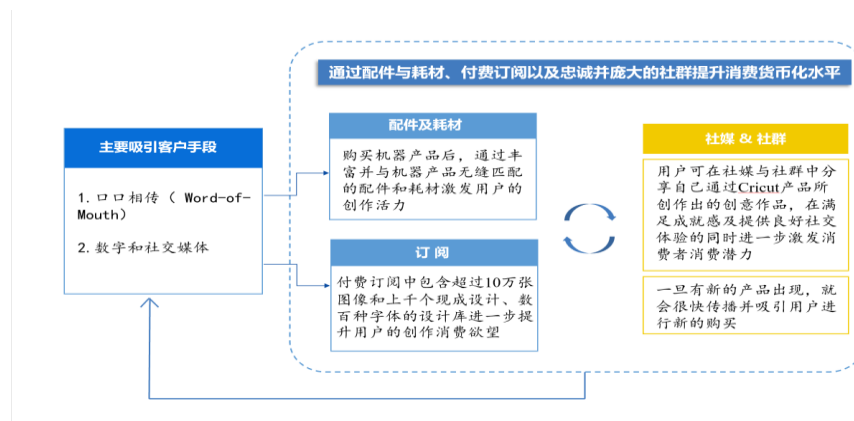 通过配件与耗材、付费订阅以及忠诚并庞大的社群提升消费货币化水平
主要吸引客户手段
1.口口相传（ Word-of-
Mouth）
2.数字和社交媒体
配件及耗材
购买机器产品后，通过丰
富并与机器产品无缝匹配
的配件和耗材激发用户的
创作活力
订 阅
付费订阅中包含超过10万张
图像和上千个现成设计、数
百种字体的设计库进一步提
升用户的创作消费欲望
社媒 & 社群
用户可在社媒与社群中分
享自己通过Cricut产品所
创作出的创意作品，在满
足成就感及提供良好社交
体验的同时进一步激发消
费者消费潜力
一旦有新的产品出现，就
会很快传播并吸引用户进
行新的购买